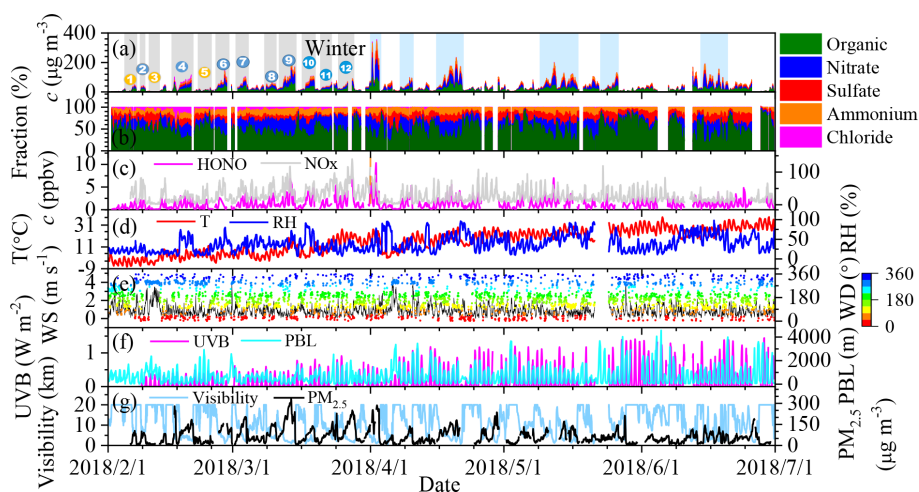 (a) Winter
1 2 3 4 5 6 7 8 9 10 11 12
400
200
0
c (μg m⁻³)
Organic
Nitrate
Sulfate
Ammonium
Chloride
(b)
100
50
0
Fraction (%)
(c) HONO NOx
10
5
0
c (ppbv)
100
0
(d) T RH
31
11
-9
T(°C)
100
50
0
RH (%)
(e)
4
2
0
WS (m s⁻¹)
360
180
0
WD (°)
360
180
0
(f) UVB PBL
1
0
UVB (W m⁻²)
4000
2000
0
PBL (m)
(g) Visibility PM₂.₅
20
10
0
Visibility (km)
300
150
0
PM₂.₅
(μg m⁻³)
2018/2/1 2018/3/1 2018/4/1 2018/5/1 2018/6/1 2018/7/1
Date